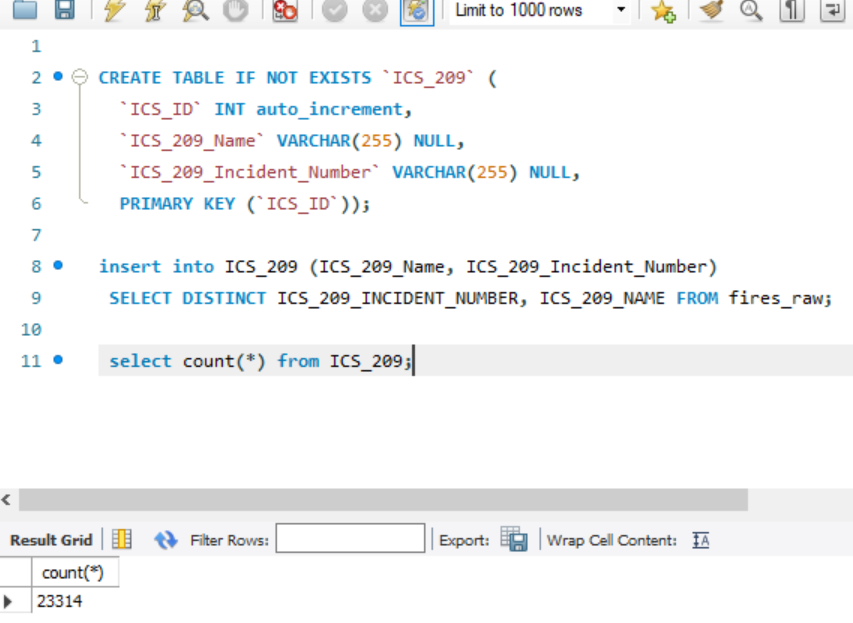 Limit to 1000 rows
1
2 CREATE TABLE IF NOT EXISTS `ICS_209` (
3 `ICS_ID` INT auto_increment,
4 `ICS_209_Name` VARCHAR(255) NULL,
5 `ICS_209_Incident_Number` VARCHAR(255) NULL,
6 PRIMARY KEY (`ICS_ID`));
7
8 insert into ICS_209 (ICS_209_Name, ICS_209_Incident_Number)
9 SELECT DISTINCT ICS_209_INCIDENT_NUMBER, ICS_209_NAME FROM fires_raw;
10
11 select count(*) from ICS_209;
Result Grid Filter Rows: Export: Wrap Cell Content: IA
count(*)
23314